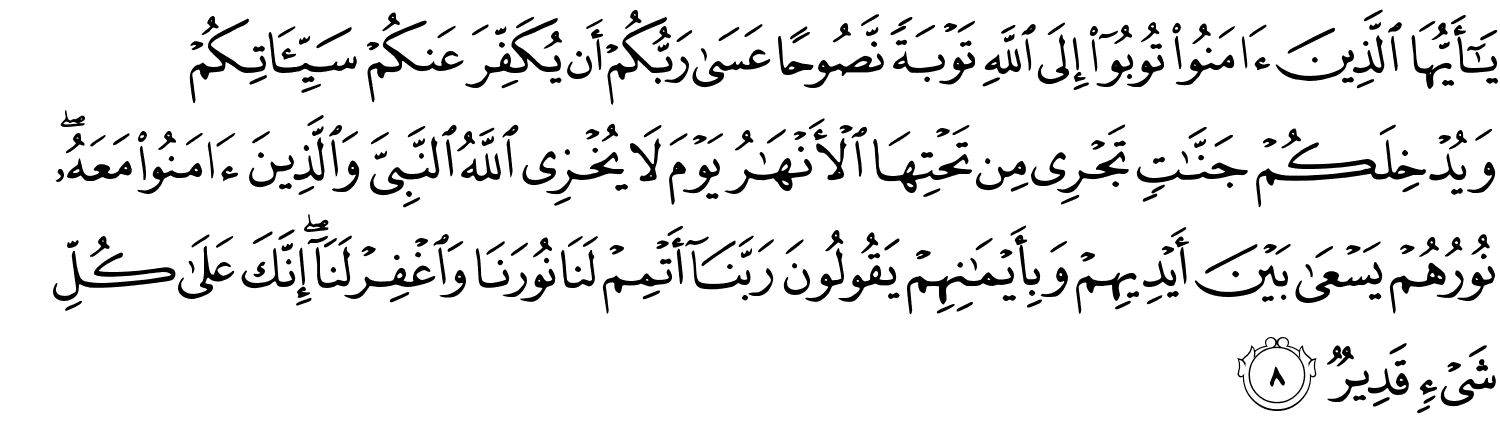 يَـٰٓأَيُّهَا ٱلَّذِينَ ءَامَنُوا۟ تُوبُوٓا۟ إِلَى ٱللَّهِ تَوْبَةً نَّصُوحًا عَسَىٰ رَبُّكُمْ أَن يُكَفِّرَ عَنكُمْ سَيِّـَٔاتِكُمْ
وَيُدْخِلَكُمْ جَنَّـٰتٍ تَجْرِى مِن تَحْتِهَا ٱلْأَنْهَـٰرُ يَوْمَ لَا يُخْزِى ٱللَّهُ ٱلنَّبِىَّ وَٱلَّذِينَ ءَامَنُوا۟ مَعَهُۥ ۖ
نُورُهُمْ يَسْعَىٰ بَيْنَ أَيْدِيهِمْ وَبِأَيْمَـٰنِهِمْ يَقُولُونَ رَبَّنَآ أَتْمِمْ لَنَا نُورَنَا وَٱغْفِرْ لَنَآ ۖ إِنَّكَ عَلَىٰ كُلِّ
شَىْءٍ قَدِيرٌ ٨